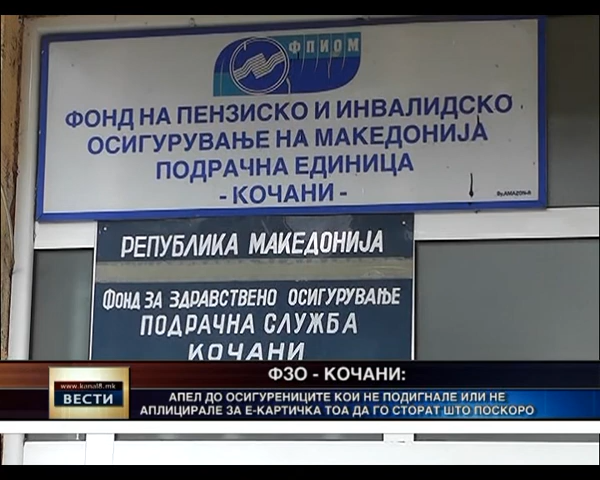 ФПИОМ
ФОНД НА ПЕНЗИСКО И ИНВАЛИДСКО
ОСИГУРУВАЊЕ НА МАКЕДОНИЈА
ПОДРАЧНА ЕДИНИЦА
- КОЧАНИ -
By.AMAZON-R
РЕПУБЛИКА МАКЕДОНИЈА
ФОНД ЗА ЗДРАВСТВЕНО ОСИГУРУВАЊЕ
ПОДРАЧНА СЛУЖБА
КОЧАНИ
ФЗО - КОЧАНИ:
www.kanal8.mk
ВЕСТИ
АПЕЛ ДО ОСИГУРЕНИЦИТЕ КОИ НЕ ПОДИГНАЛЕ ИЛИ НЕ
АПЛИЦИРАЛЕ ЗА Е-КАРТИЧКА ТОА ДА ГО СТОРАТ ШТО ПОСКОРО